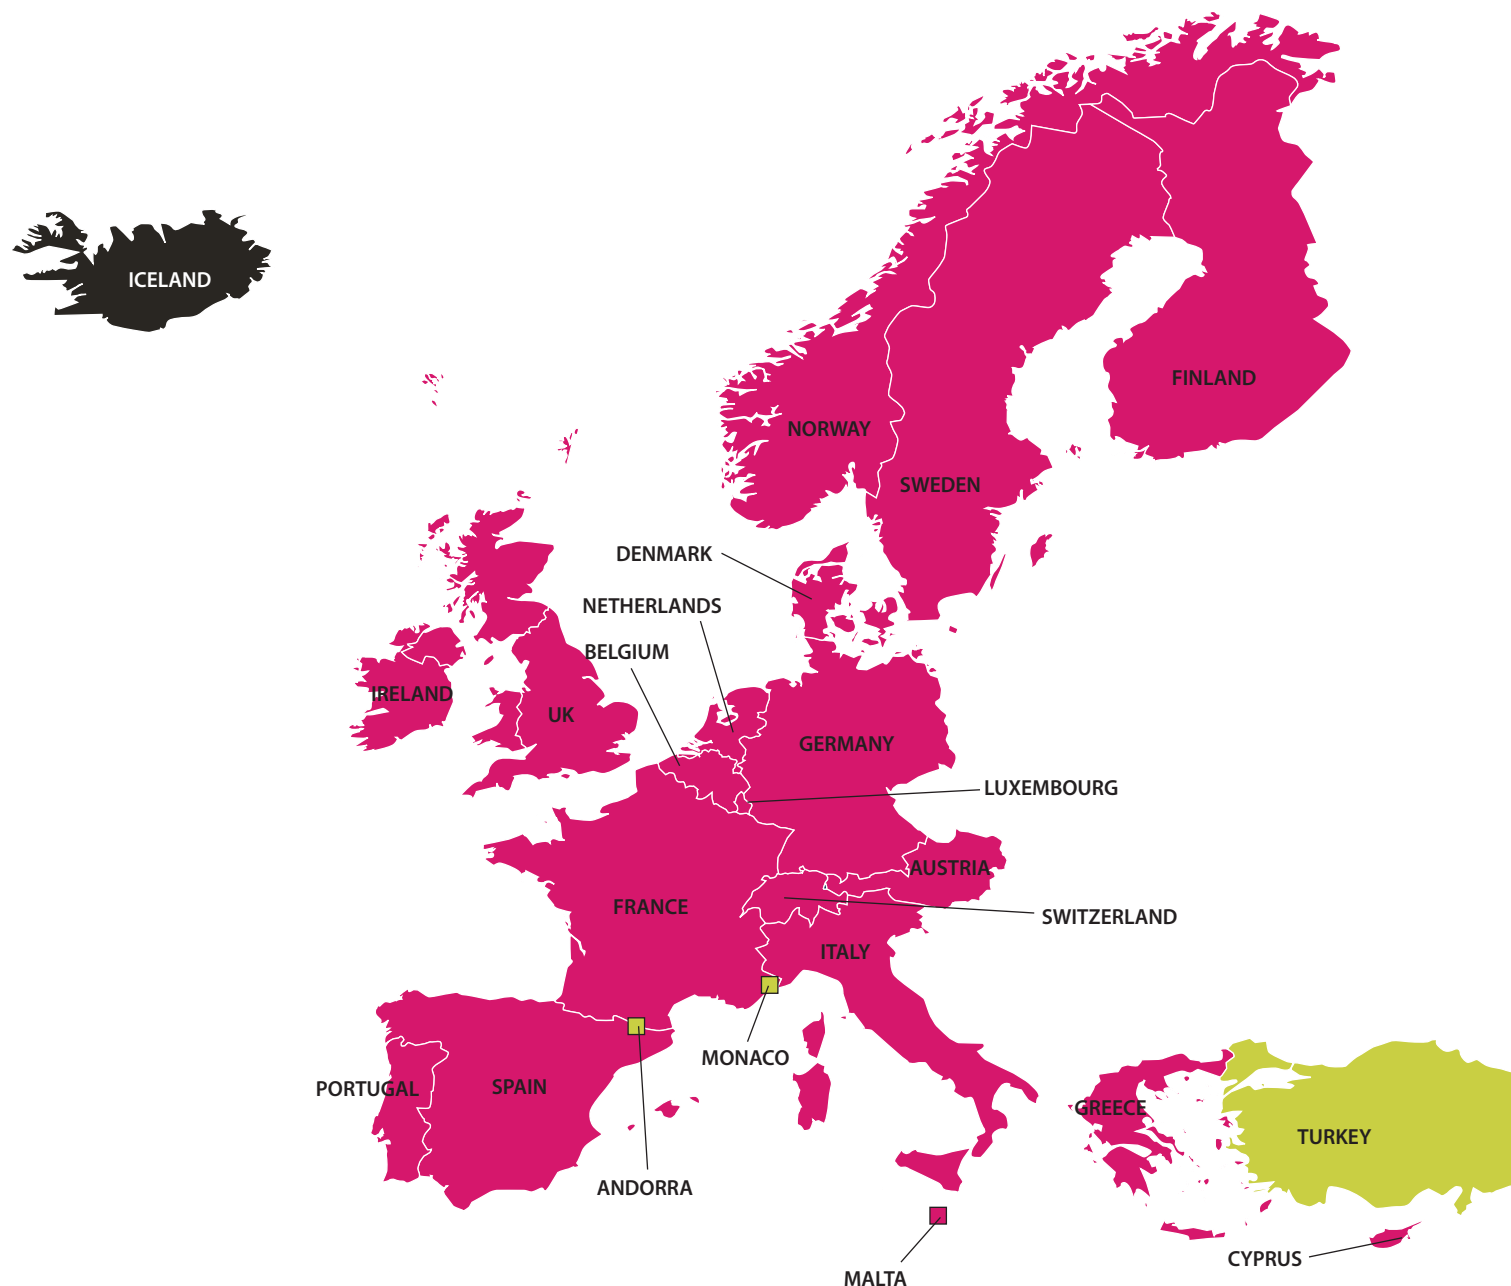 ICELAND
FINLAND
NORWAY
SWEDEN
DENMARK
NETHERLANDS
BELGIUM
IRELAND
UK
GERMANY
LUXEMBOURG
AUSTRIA
FRANCE
SWITZERLAND
ITALY
MONACO
PORTUGAL
SPAIN
GREECE
TURKEY
ANDORRA
CYPRUS
MALTA